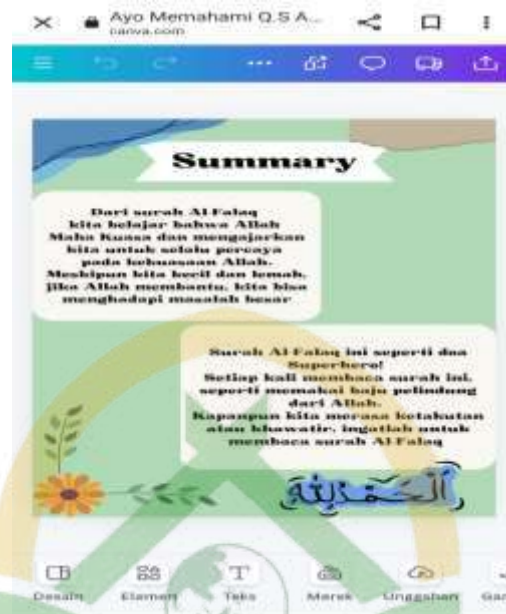 Ayo Memahami Q.S A...
canva.com
Summary
Dari surah Al-Falaq
kita belajar bahwa Allah
Maha Kuasa dan mengajarkan
kita untuk selalu percaya
pada kekuasaan Allah.
Meskipun kita kecil dan lemah,
jika Allah membantu, kita bisa
menghadapi masalah besar
Surah Al-Falaq ini seperti doa
Superhero!
Setiap kali membaca surah ini,
seperti memakai baju pelindung
dari Allah.
Kapanpun kita merasa ketakutan
atau khawatir, ingatlah untuk
membaca surah Al-Falaq
الحمد لله
Desain Elemen Teks Merek Unggahan Gam